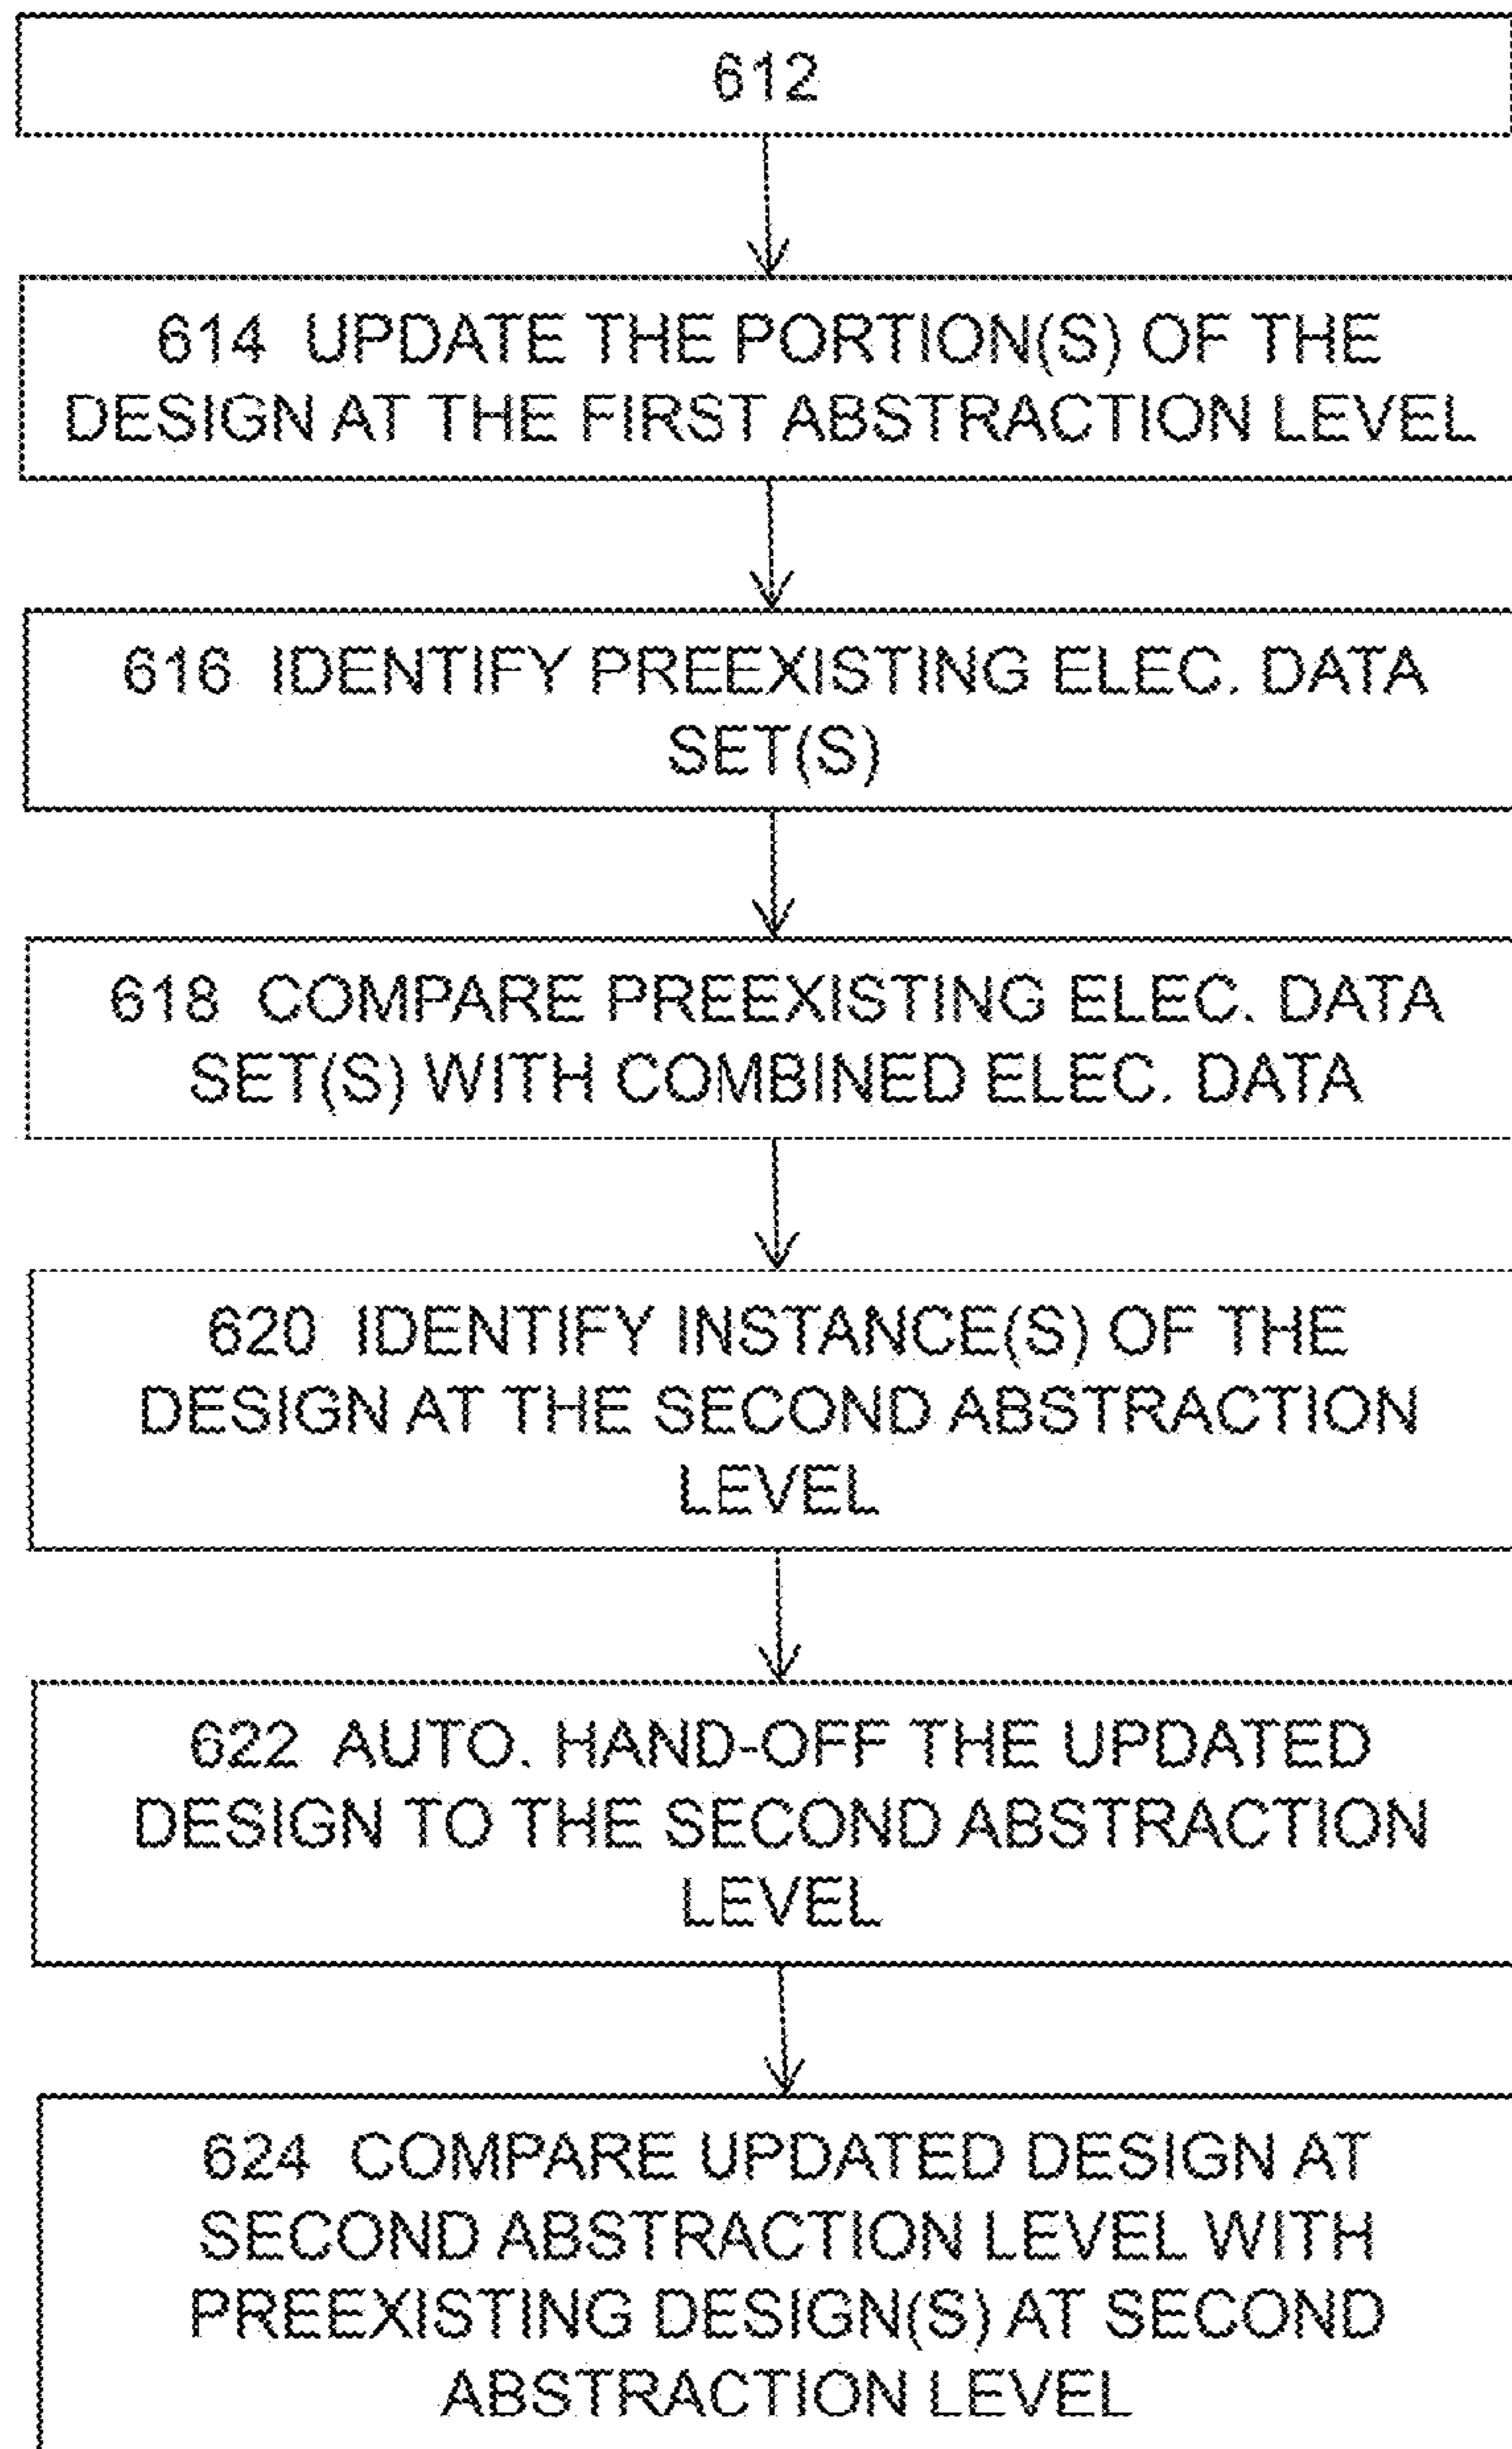 612
614 UPDATE THE PORTION(S) OF THE
DESIGN AT THE FIRST ABSTRACTION LEVEL
616 IDENTIFY PREEXISTING ELEC. DATA
SET(S)
618 COMPARE PREEXISTING ELEC. DATA
SET(S) WITH COMBINED ELEC. DATA
620 IDENTIFY INSTANCE(S) OF THE
DESIGN AT THE SECOND ABSTRACTION
LEVEL
622 AUTO. HAND-OFF THE UPDATED
DESIGN TO THE SECOND ABSTRACTION
LEVEL
624 COMPARE UPDATED DESIGN AT
SECOND ABSTRACTION LEVEL WITH
PREEXISTING DESIGN(S) AT SECOND
ABSTRACTION LEVEL